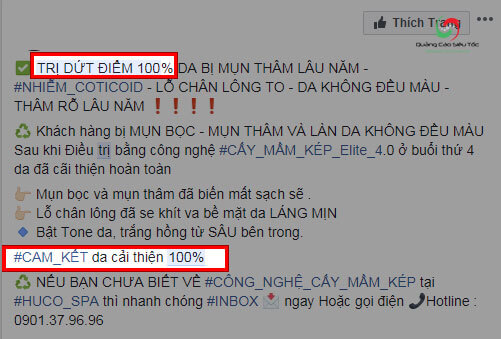 Thích Trang
Quảng Cáo Siêu Tốc
TRỊ DỨT ĐIỂM 100% DA BỊ MỤN THÂM LÂU NĂM -
#NHIỄM_COTICOID - LỖ CHÂN LÔNG TO - DA KHÔNG ĐỀU MÀU -
THÂM RỖ LÂU NĂM ❗❗❗❗
Khách hàng bị MỤN BỌC - MỤN THÂM VÀ LÀN DA KHÔNG ĐỀU MÀU
Sau khi Điều trị bằng công nghệ #CẤY_MẦM_KÉP_Elite_4.0 ở buổi thứ 4
da đã cãi thiện hoàn toàn
Mụn bọc và mụn thâm đã biến mất sạch sẽ .
Lỗ chân lông đã se khít va bề mặt da LÁNG MỊN
Bật Tone da, trắng hồng từ SÂU bên trong.
#CAM_KẾT da cải thiện 100%
NẾU BẠN CHƯA BIẾT VỀ #CÔNG_NGHỆ_CẤY_MẦM_KÉP tại
#HUCO_SPA thì nhanh chóng #INBOX 📩 ngay Hoặc gọi điện 📞Hotline :
0901.37.96.96